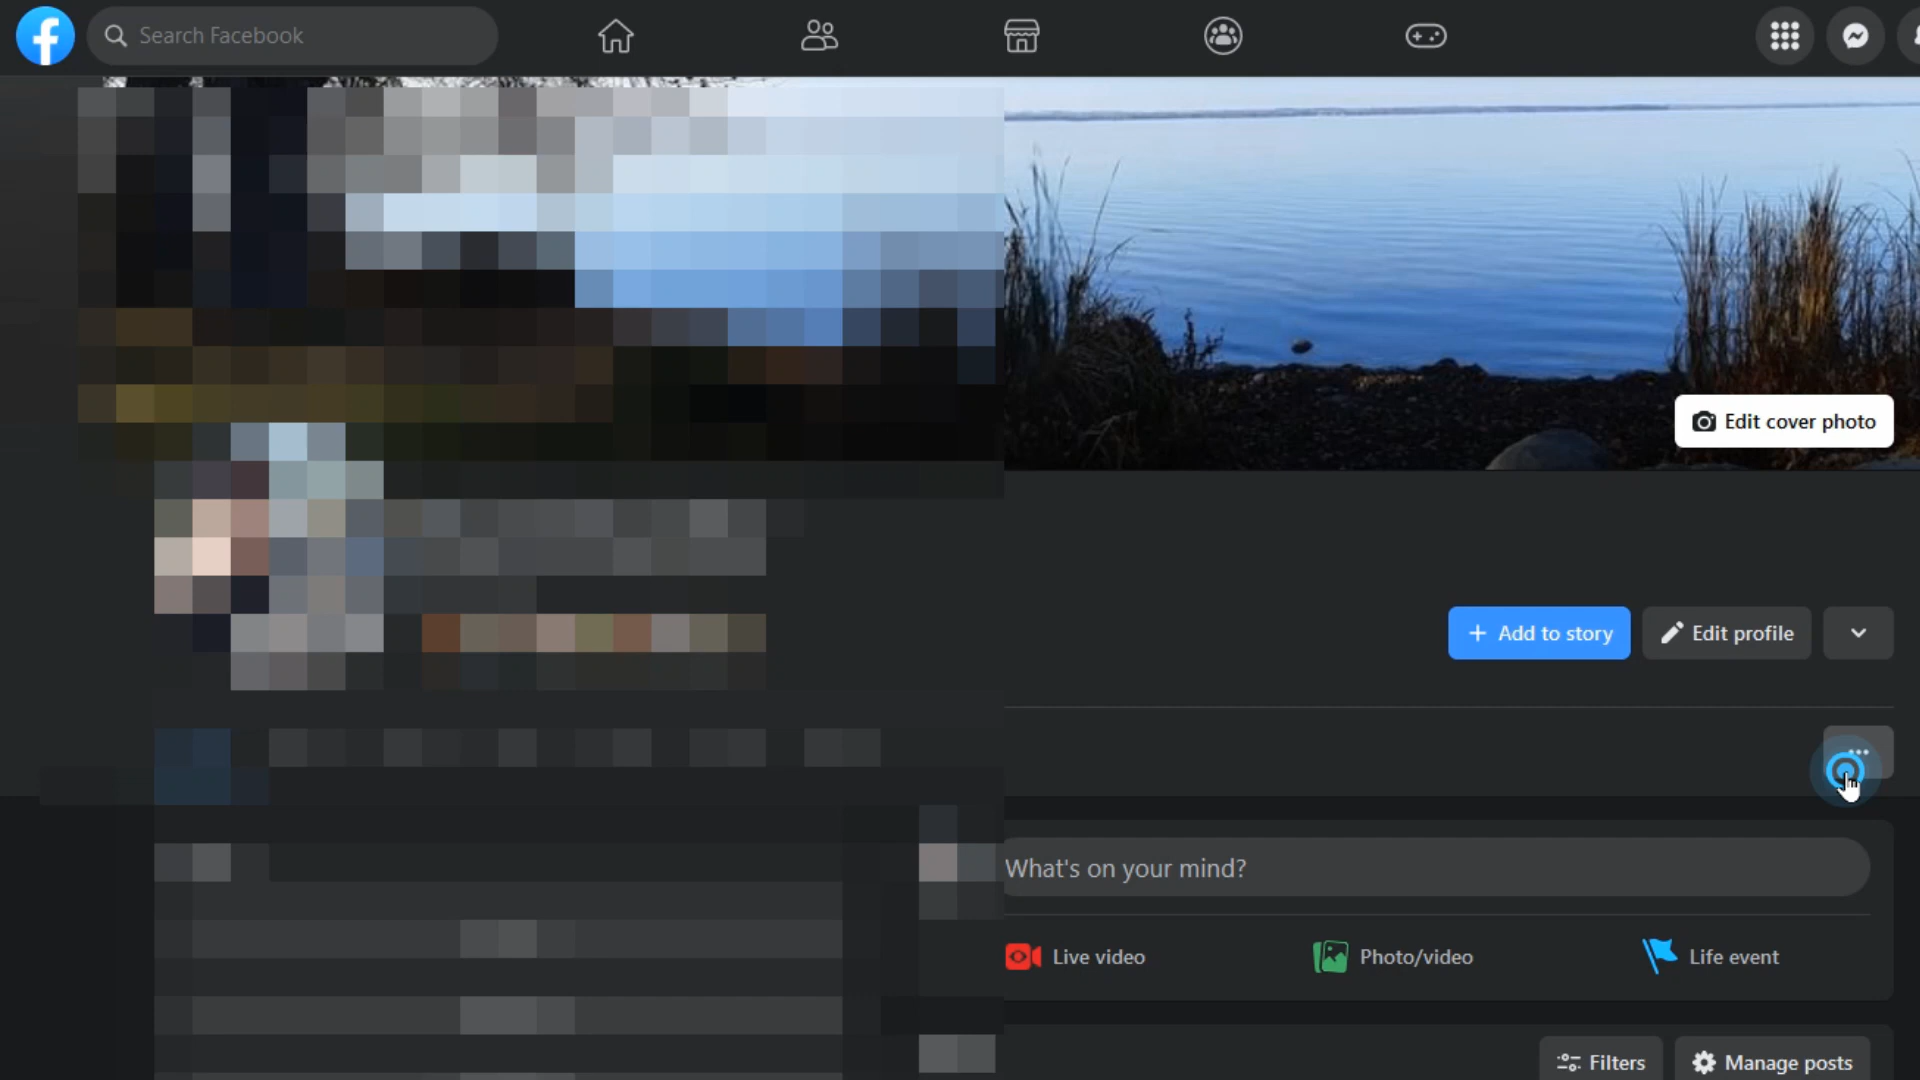 Search Facebook
Edit cover photo
Add to story
Edit profile
What's on your mind?
Live video
Photo/video
Life event
Filters
Manage posts